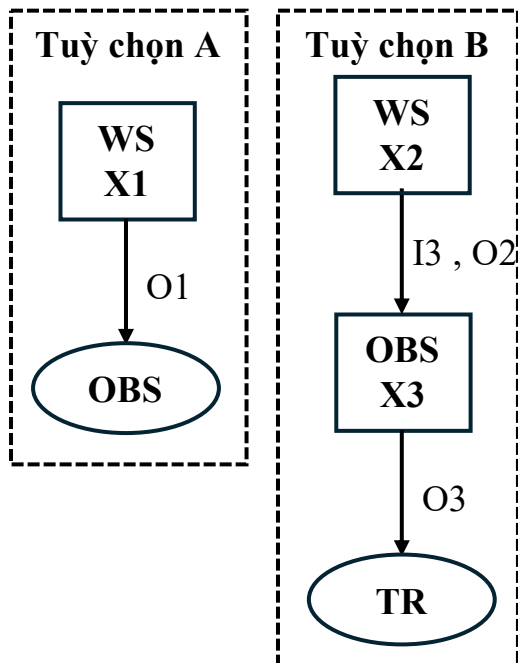 Tuỳ chọn A
WS
X1
O1
OBS
Tuỳ chọn B
WS
X2
I3 , O2
OBS
X3
O3
TR